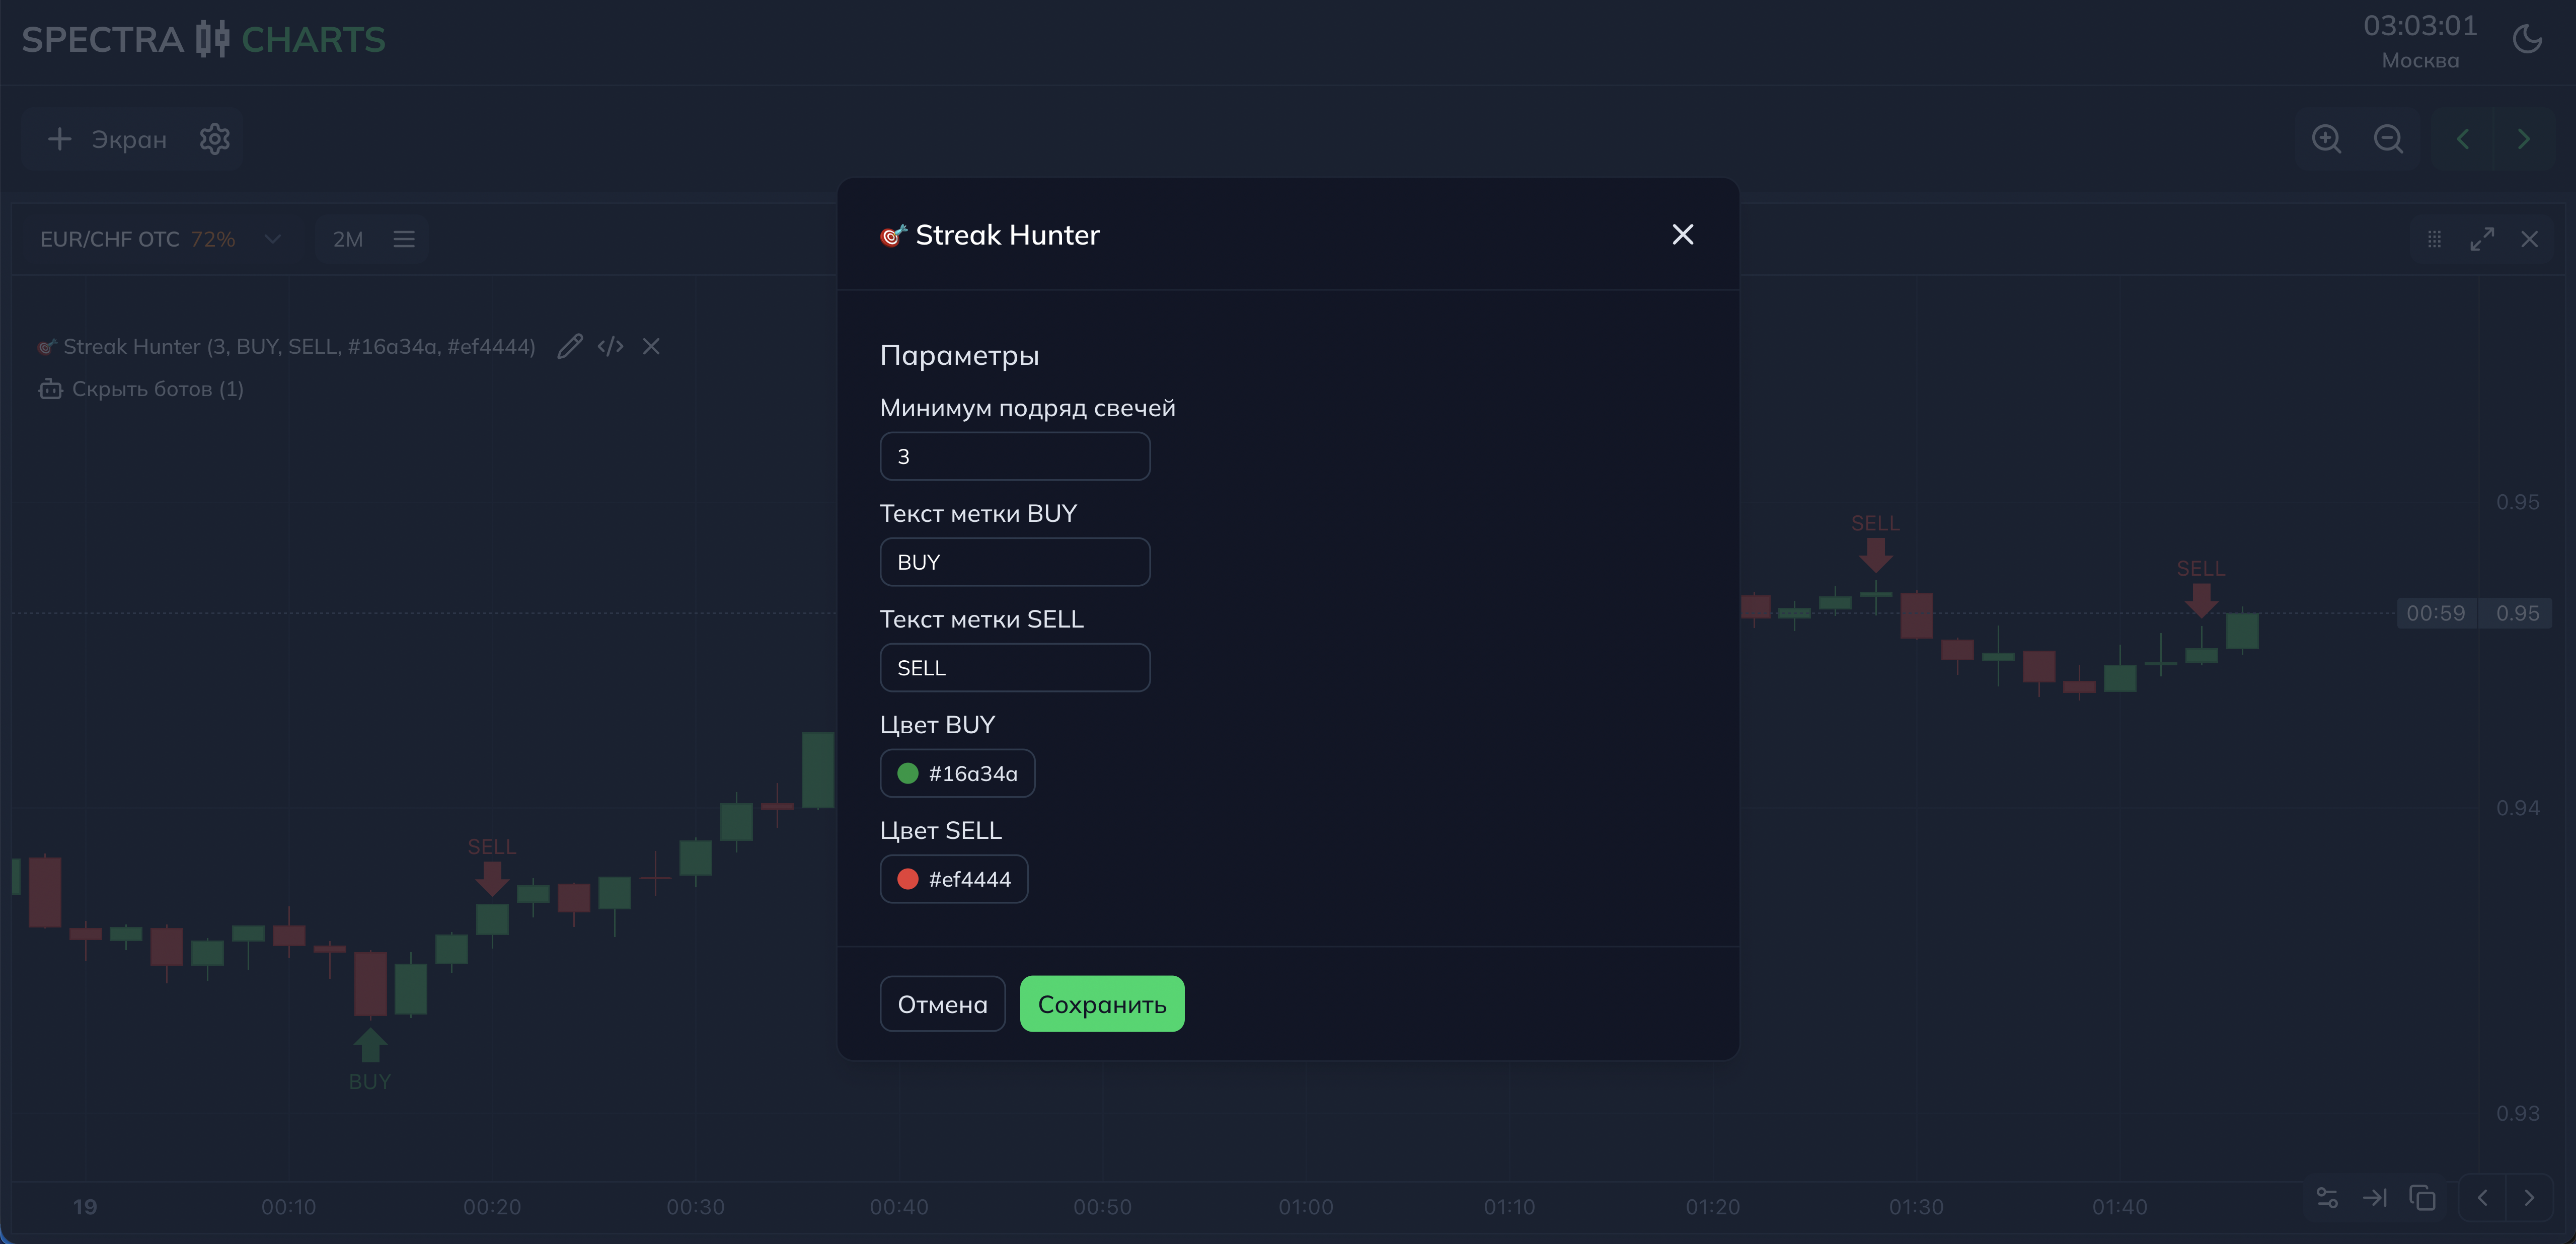 SPECTRA CHARTS
03:03:01
Москва
Экран
EUR/CHF OTC 72%
2M
Streak Hunter (3, BUY, SELL, #16a34a, #ef4444)
Скрыть ботов (1)
Streak Hunter
Параметры
Минимум подряд свечей
3
Текст метки BUY
BUY
Текст метки SELL
SELL
Цвет BUY
#16a34a
Цвет SELL
#ef4444
Отмена
Сохранить
SELL
BUY
SELL
SELL
0.95
00:59 0.95
0.94
0.93
19 00:10 00:20 00:30 00:40 00:50 01:00 01:10 01:20 01:30 01:40